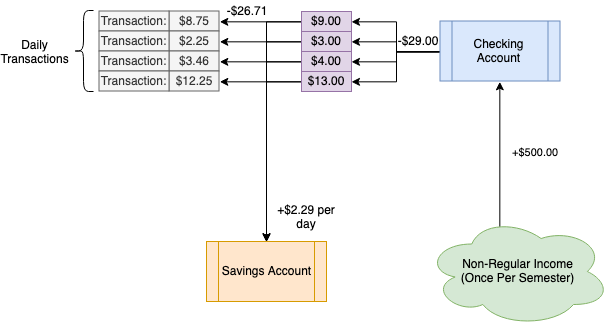 -$26.71
Transaction: $8.75 $9.00
Transaction: $2.25 $3.00 -$29.00
Transaction: $3.46 $4.00
Transaction: $12.25 $13.00
Daily
Transactions
Checking
Account
+$500.00
+$2.29 per
day
Savings Account
Non-Regular Income
(Once Per Semester)